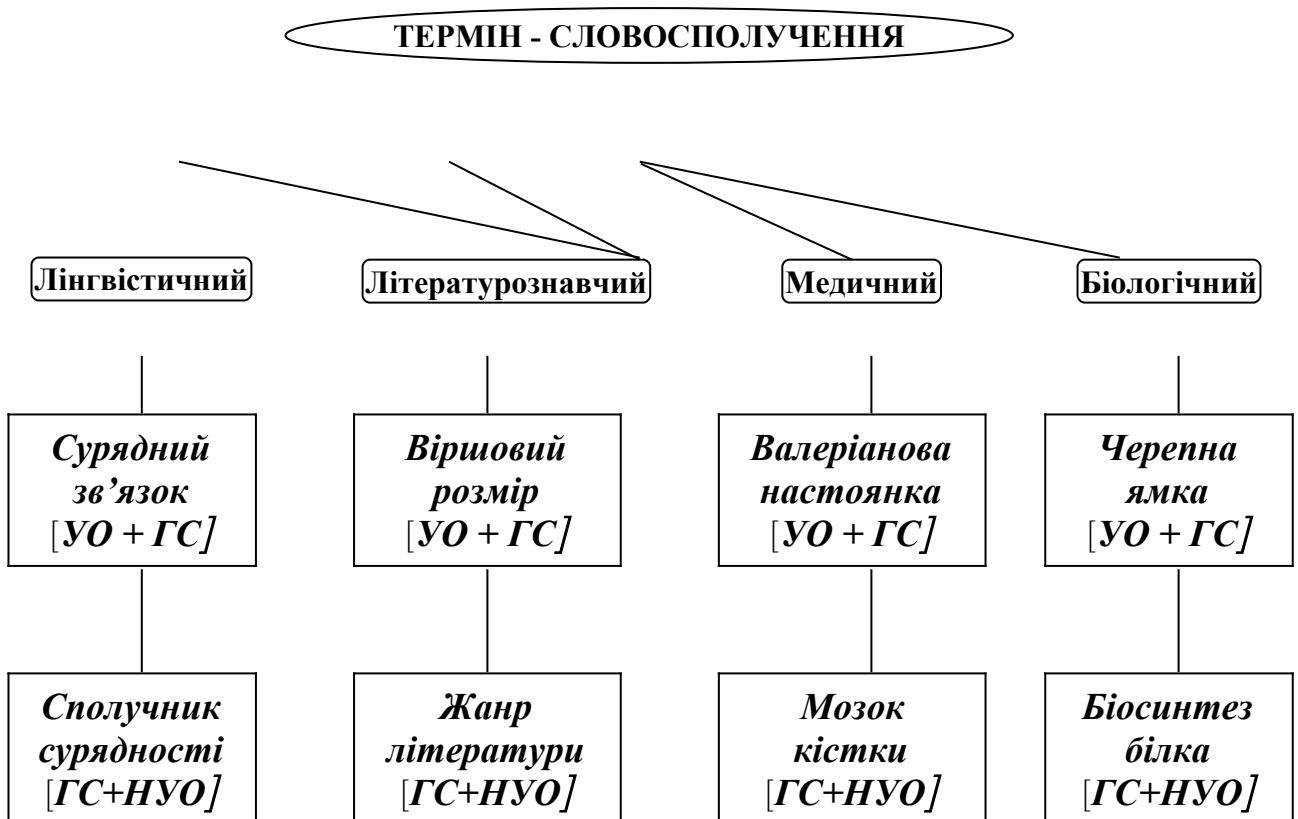 ТЕРМІН - СЛОВОСПОЛУЧЕННЯ
Лінгвістичний
Літературознавчий
Медичний
Біологічний
Сурядний
зв’язок
[УО + ГС]
Віршовий
розмір
[УО + ГС]
Валеріанова
настоянка
[УО + ГС]
Черепна
ямка
[УО + ГС]
Сполучник
сурядності
[ГС+НУО]
Жанр
літератури
[ГС+НУО]
Мозок
кістки
[ГС+НУО]
Біосинтез
білка
[ГС+НУО]